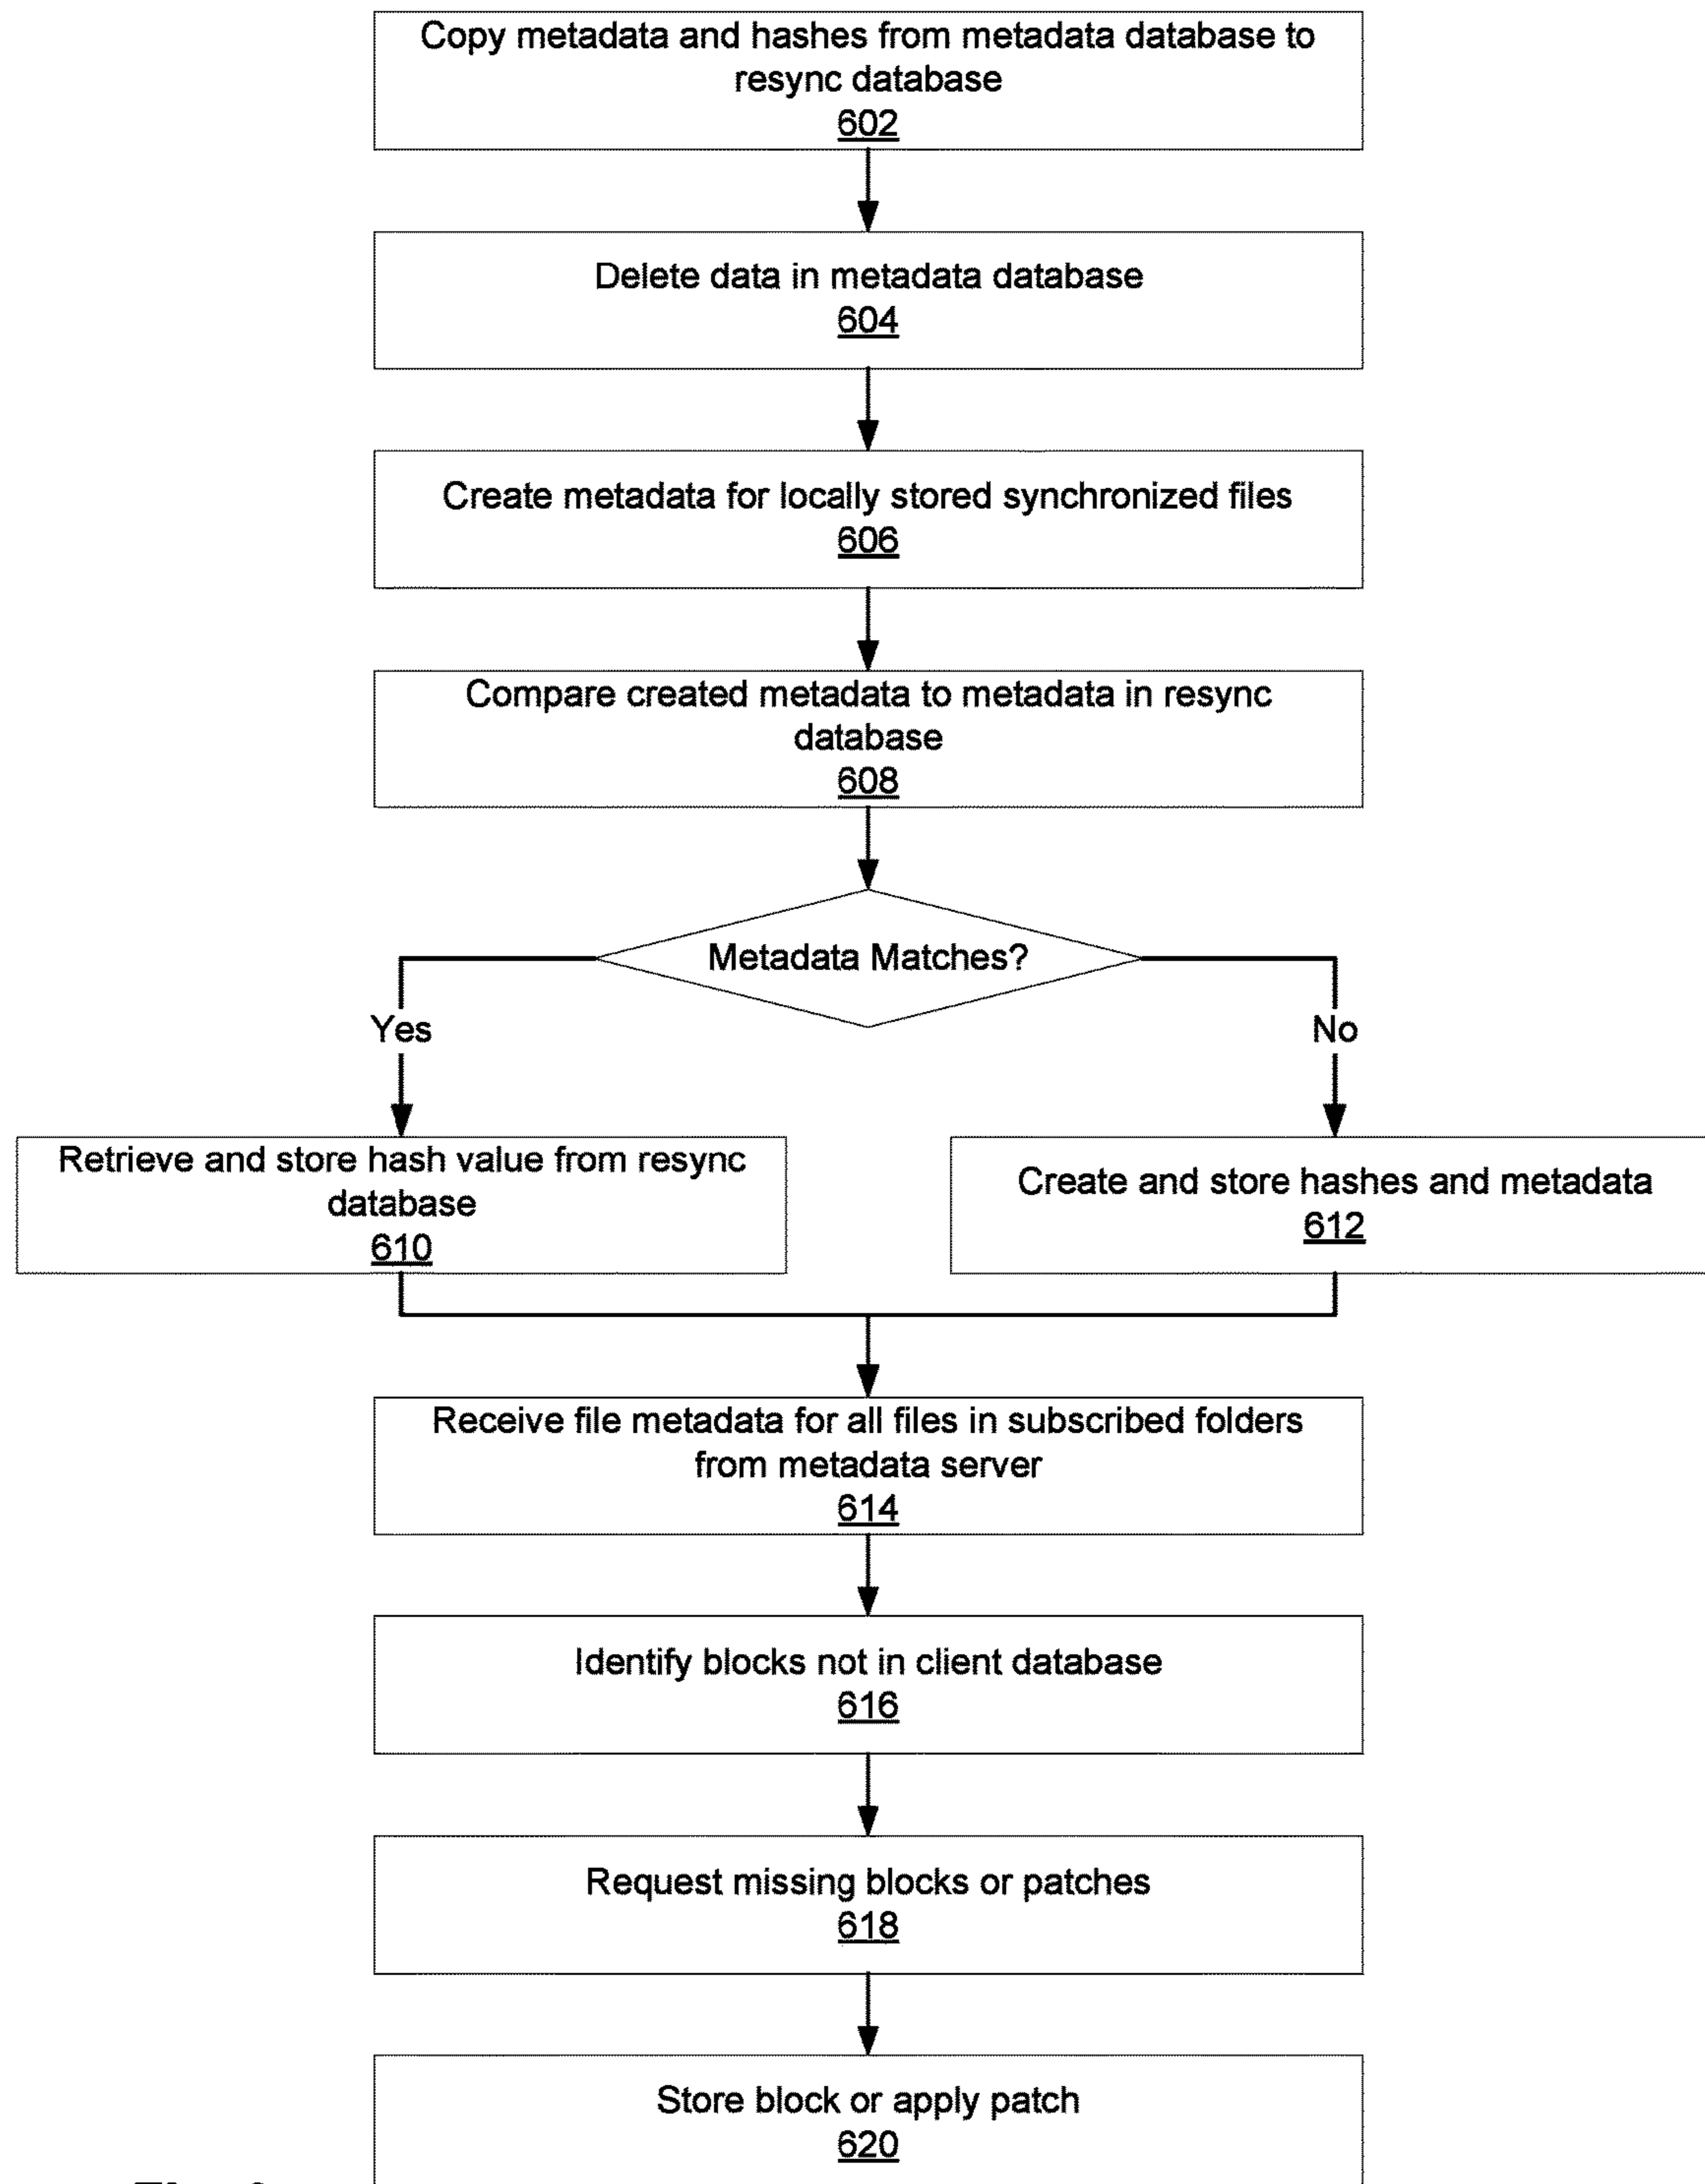 Copy metadata and hashes from metadata database to
resync database
602
Delete data in metadata database
604
Create metadata for locally stored synchronized files
606
Compare created metadata to metadata in resync
database
608
Metadata Matches?
Yes
No
Retrieve and store hash value from resync
database
610
Create and store hashes and metadata
612
Receive file metadata for all files in subscribed folders
from metadata server
614
Identify blocks not in client database
616
Request missing blocks or patches
618
Store block or apply patch
620